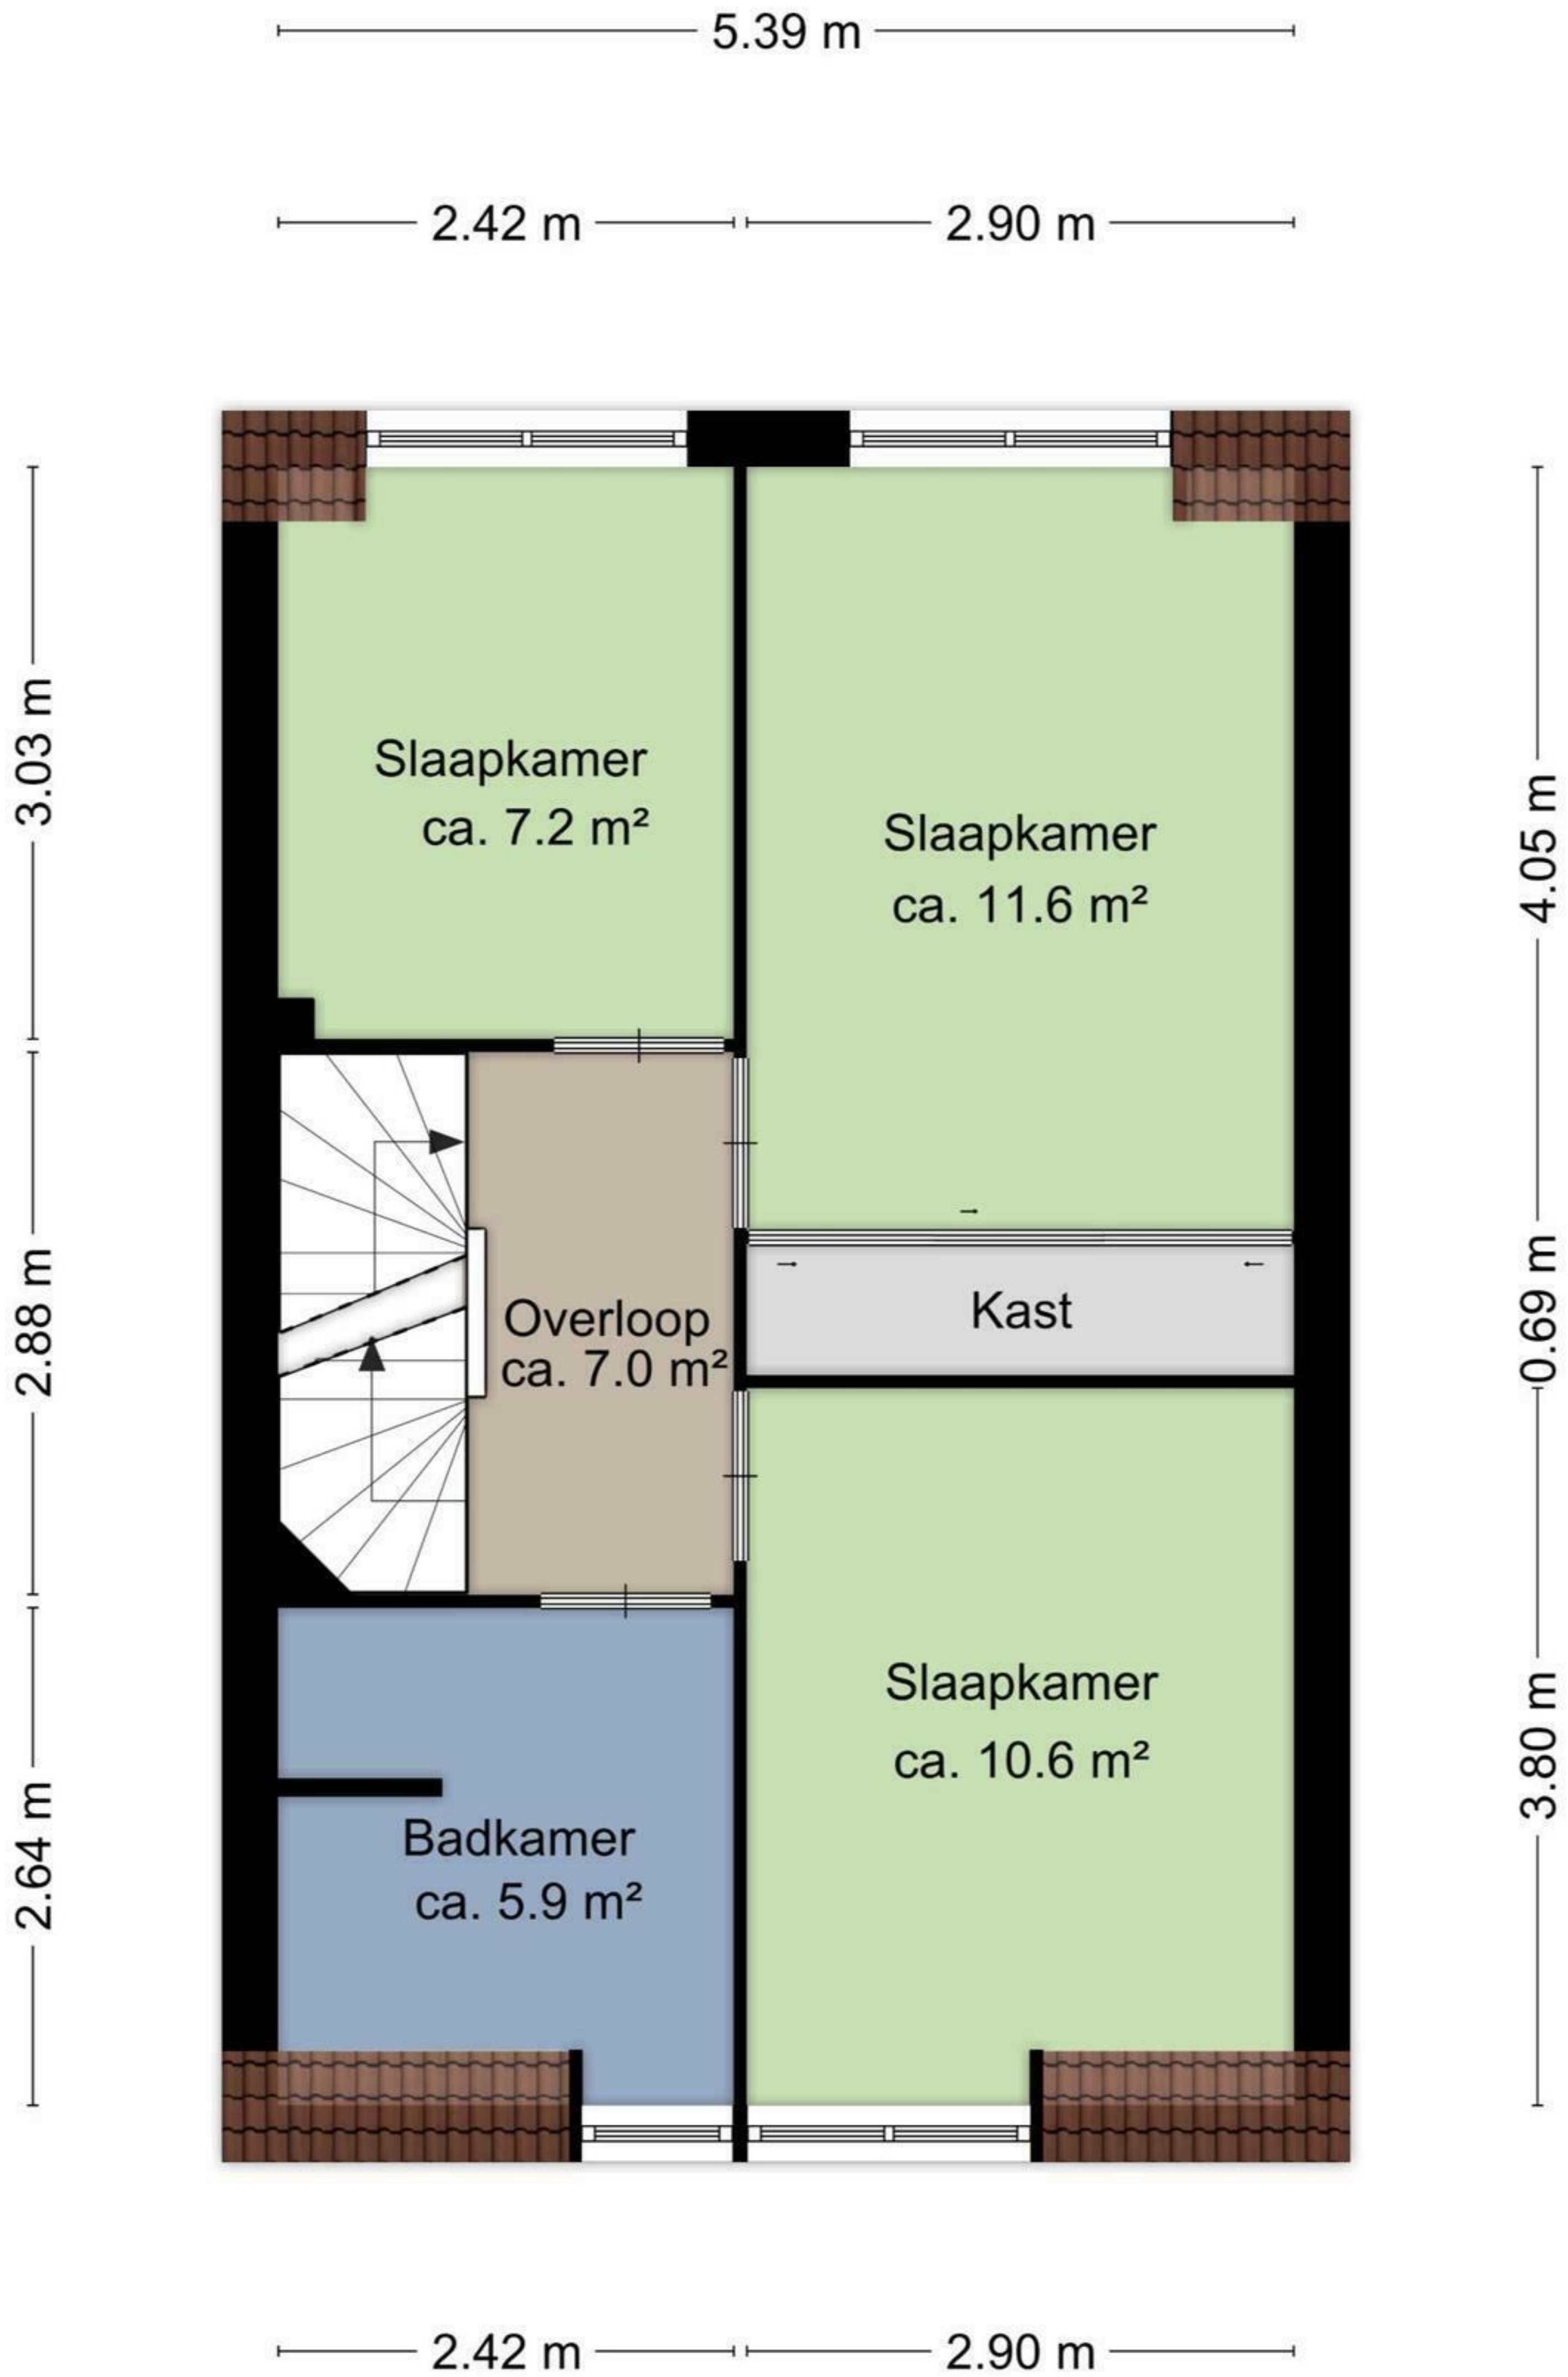 5.39 m
2.42 m
2.90 m
3.03 m
4.05 m
Slaapkamer
ca. 7.2 m²
Slaapkamer
ca. 11.6 m²
2.88 m
Overloop
ca. 7.0 m²
Kast
0.69 m
Slaapkamer
ca. 10.6 m²
3.80 m
2.64 m
Badkamer
ca. 5.9 m²
2.42 m
2.90 m